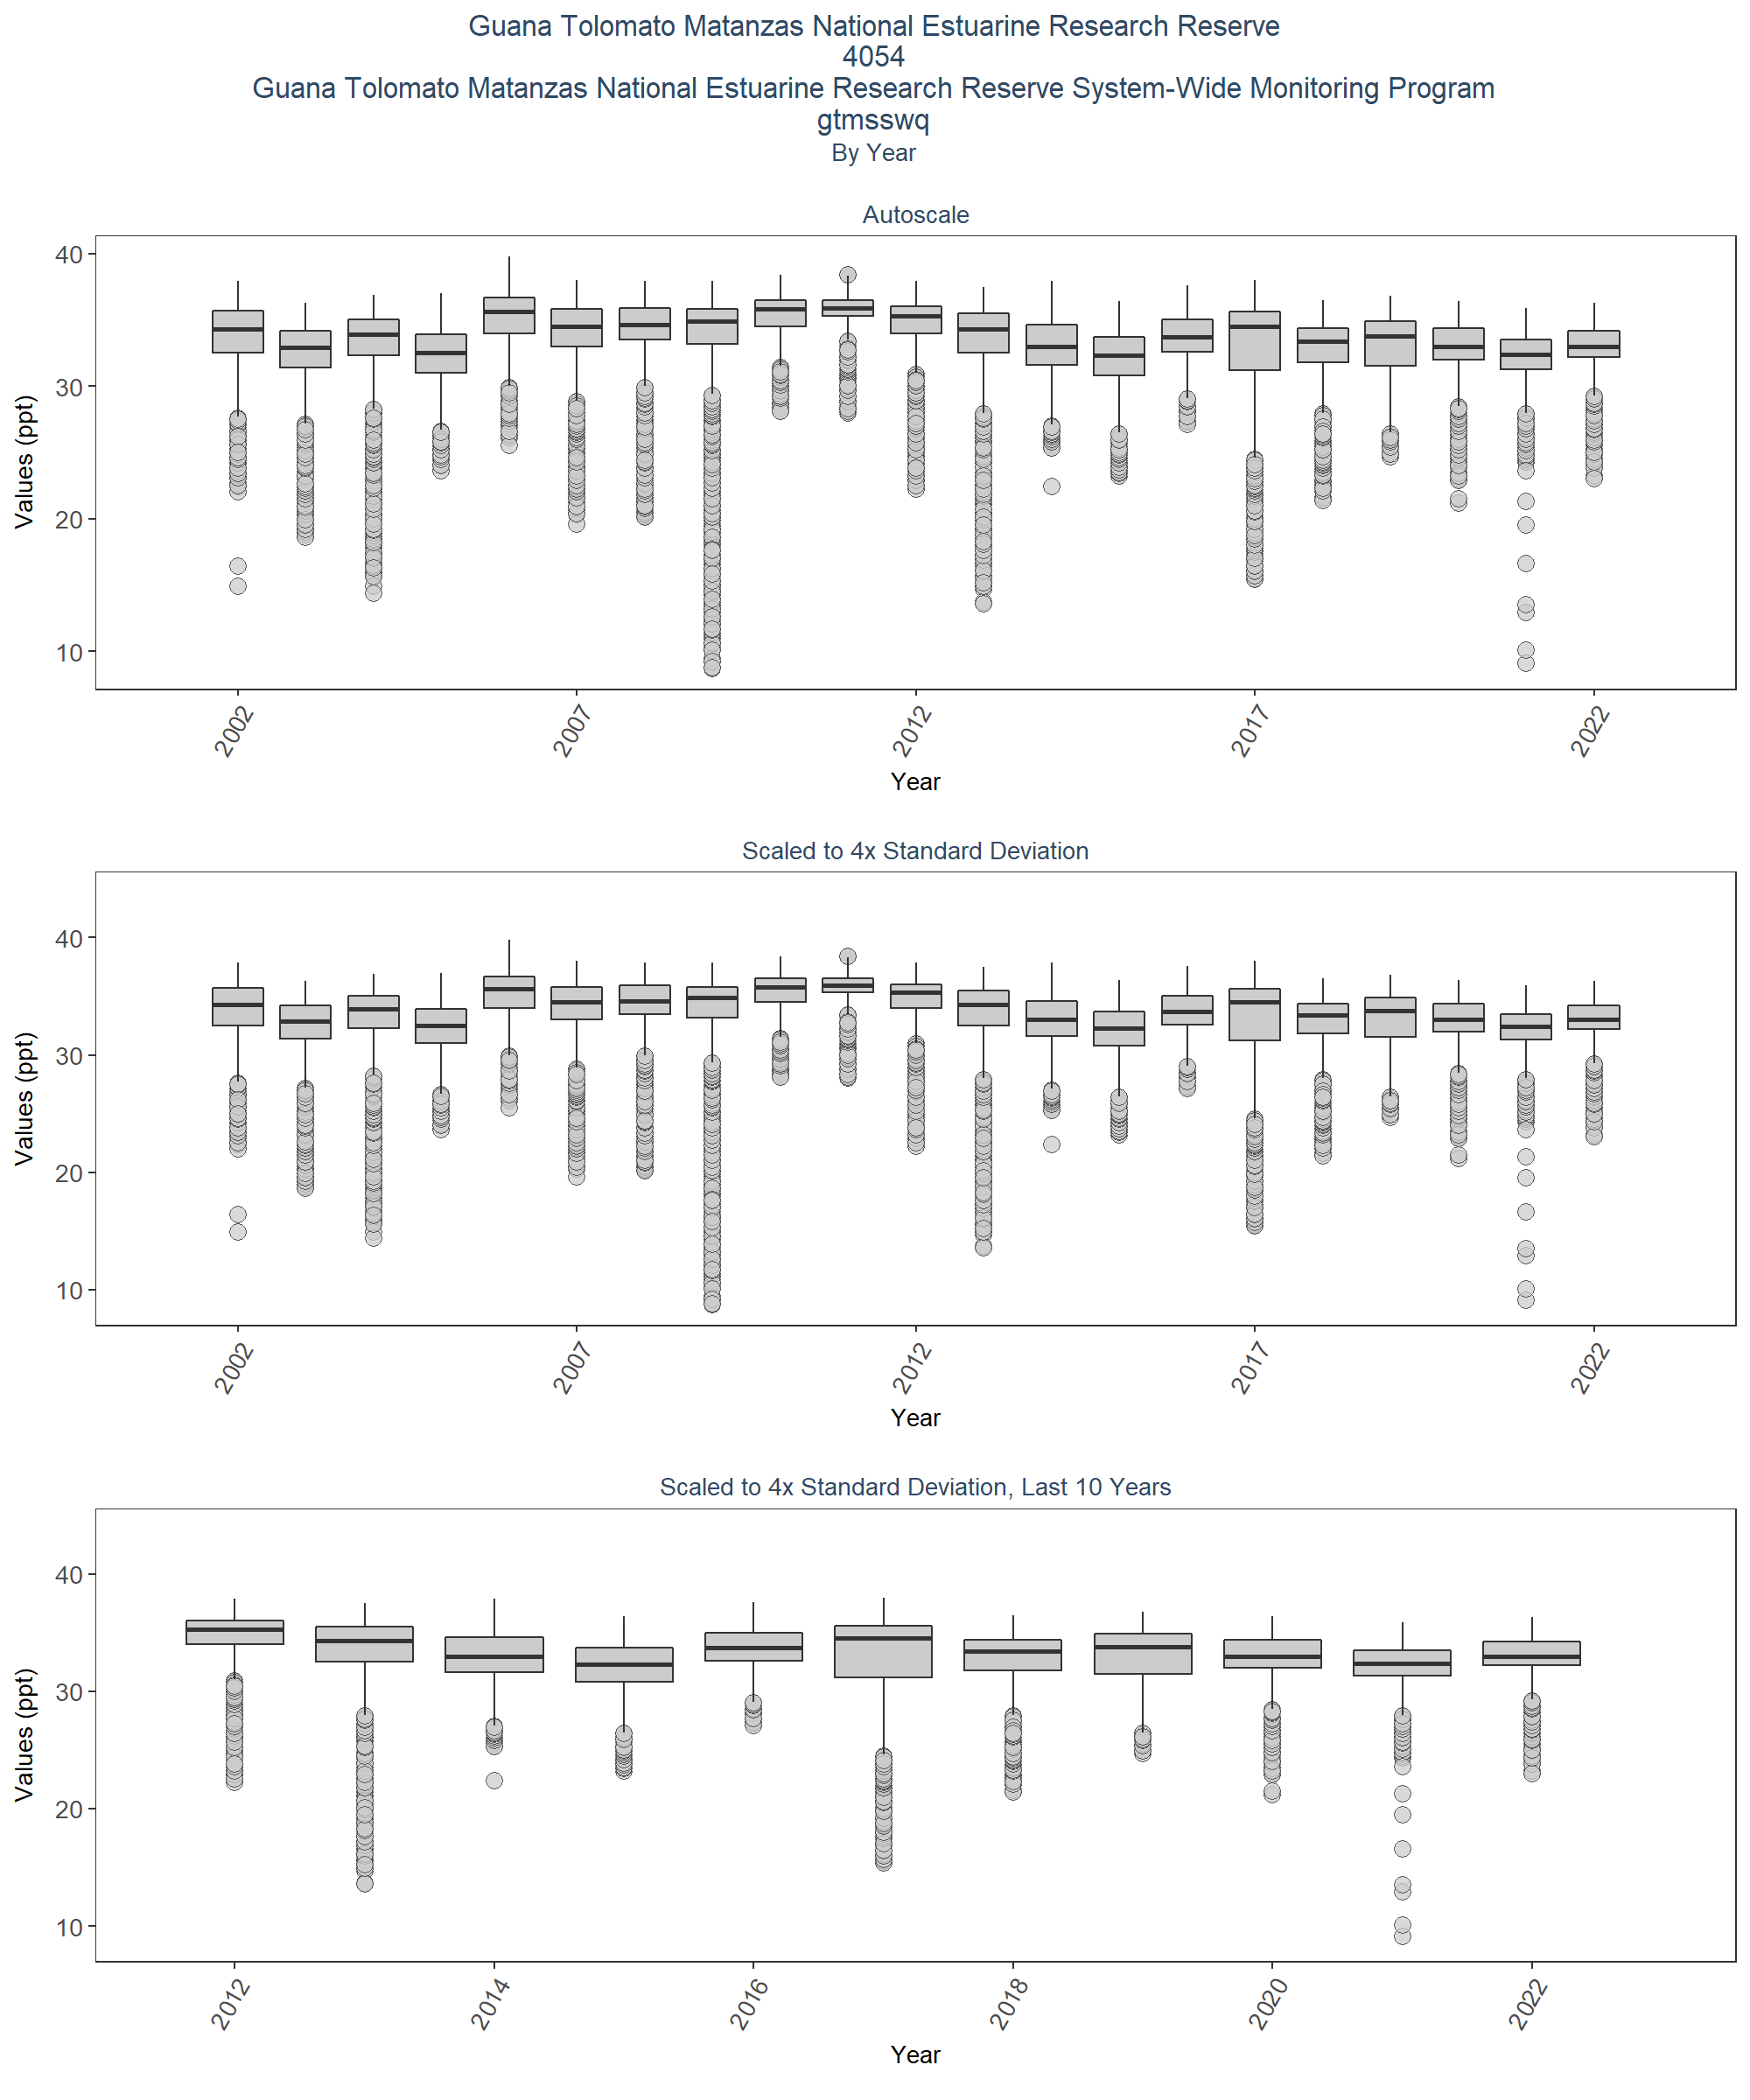 Guana Tolomato Matanzas National Estuarine Research Reserve
4054
Guana Tolomato Matanzas National Estuarine Research Reserve System-Wide Monitoring Program
gtmsswq
By Year
Autoscale
Values (ppt)
40
30
20
10
2002
2007
2012
2017
2022
Year
Scaled to 4x Standard Deviation
Values (ppt)
40
30
20
10
2002
2007
2012
2017
2022
Year
Scaled to 4x Standard Deviation, Last 10 Years
Values (ppt)
40
30
20
10
2012
2014
2016
2018
2020
2022
Year